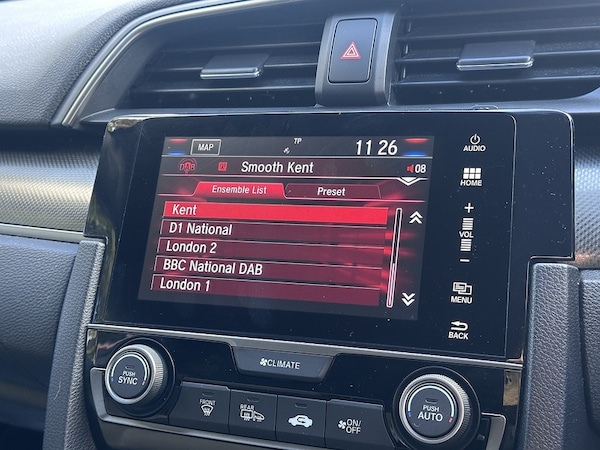 TP
MAP
11 26
DAB
Smooth Kent
08
Ensemble List
Preset
Kent
D1 National
London 2
BBC National DAB
London 1
AUDIO
HOME
+
VOL
−
MENU
BACK
CLIMATE
PUSH
SYNC
FRONT
REAR
ON/
OFF
PUSH
AUTO